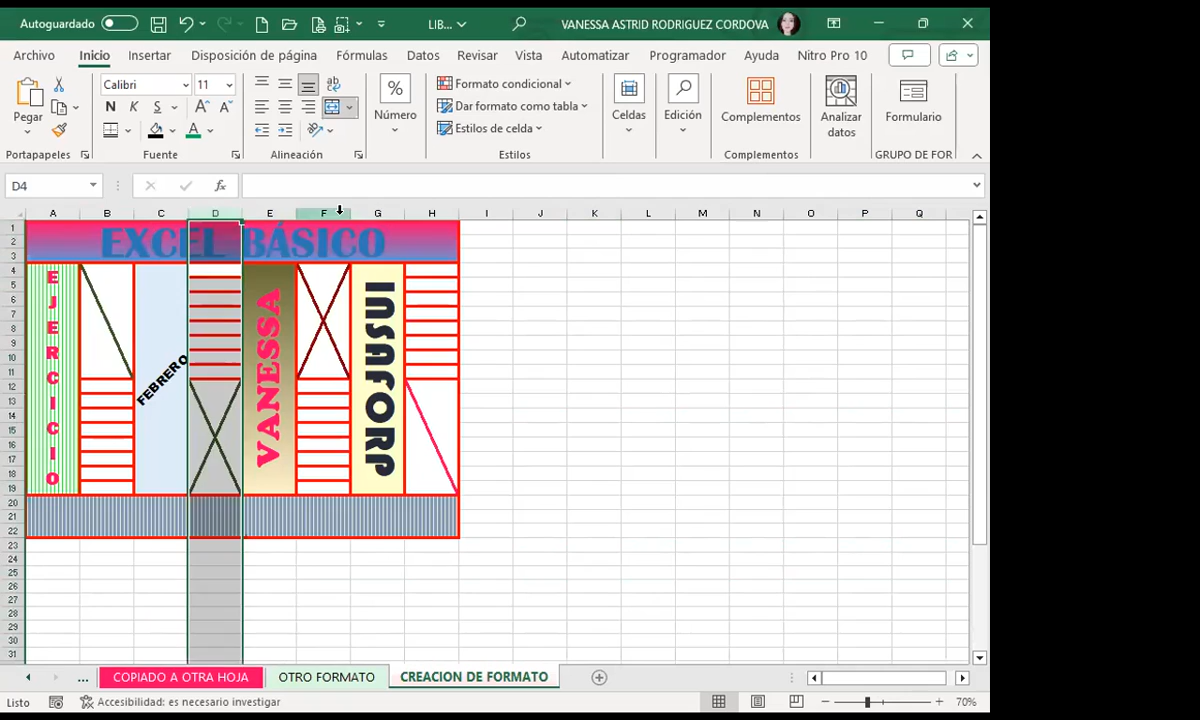 Autoguardado LIB... VANESSA ASTRID RODRIGUEZ CORDOVA
Archivo Inicio Insertar Disposición de página Fórmulas Datos Revisar Vista Automatizar Programador Ayuda Nitro Pro 10
Pegar
Portapapeles
Calibri 11
N K S
Fuente
Alineación
% Número
Formato condicional
Dar formato como tabla
Estilos de celda
Estilos
Celdas
Edición
Complementos
Complementos
Analizar datos
Formulario
GRUPO DE FOR
D4 fx
A B C D E F G H I J K L M N O P Q
1
2
3
4
5
6
7
8
9
10
11
12
13
14
15
16
17
18
19
20
21
22
23
24
25
26
27
28
29
30
31
EXCEL BÁSICO
EJERCICIO
FEBRERO
VANESSA
INSAFORP
... COPIADO A OTRA HOJA OTRO FORMATO CREACION DE FORMATO
Listo Accesibilidad: es necesario investigar 70%